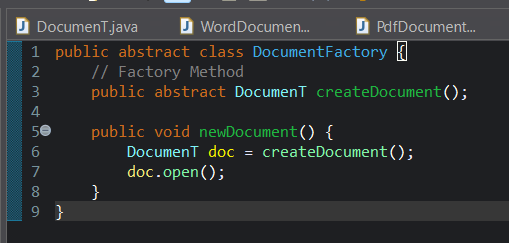 DocumenT.java WordDocumen... PdfDocument...
1 public abstract class DocumentFactory {
2 // Factory Method
3 public abstract DocumenT createDocument();
4
5 public void newDocument() {
6 DocumenT doc = createDocument();
7 doc.open();
8 }
9 }